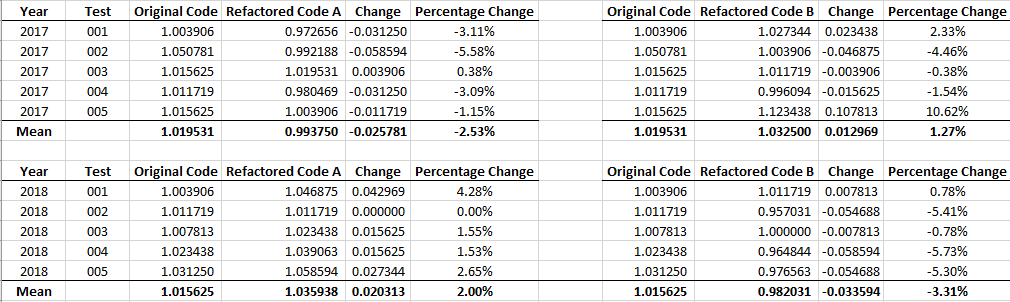 Year Test Original Code Refactored Code A Change Percentage Change Original Code Refactored Code B Change Percentage Change
2017 001 1.003906 0.972656 -0.031250 -3.11% 1.003906 1.027344 0.023438 2.33%
2017 002 1.050781 0.992188 -0.058594 -5.58% 1.050781 1.003906 -0.046875 -4.46%
2017 003 1.015625 1.019531 0.003906 0.38% 1.015625 1.011719 -0.003906 -0.38%
2017 004 1.011719 0.980469 -0.031250 -3.09% 1.011719 0.996094 -0.015625 -1.54%
2017 005 1.015625 1.003906 -0.011719 -1.15% 1.015625 1.123438 0.107813 10.62%
Mean 1.019531 0.993750 -0.025781 -2.53% 1.019531 1.032500 0.012969 1.27%
Year Test Original Code Refactored Code A Change Percentage Change Original Code Refactored Code B Change Percentage Change
2018 001 1.003906 1.046875 0.042969 4.28% 1.003906 1.011719 0.007813 0.78%
2018 002 1.011719 1.011719 0.000000 0.00% 1.011719 0.957031 -0.054688 -5.41%
2018 003 1.007813 1.023438 0.015625 1.55% 1.007813 1.000000 -0.007813 -0.78%
2018 004 1.023438 1.039063 0.015625 1.53% 1.023438 0.964844 -0.058594 -5.73%
2018 005 1.031250 1.058594 0.027344 2.65% 1.031250 0.976563 -0.054688 -5.30%
Mean 1.015625 1.035938 0.020313 2.00% 1.015625 0.982031 -0.033594 -3.31%